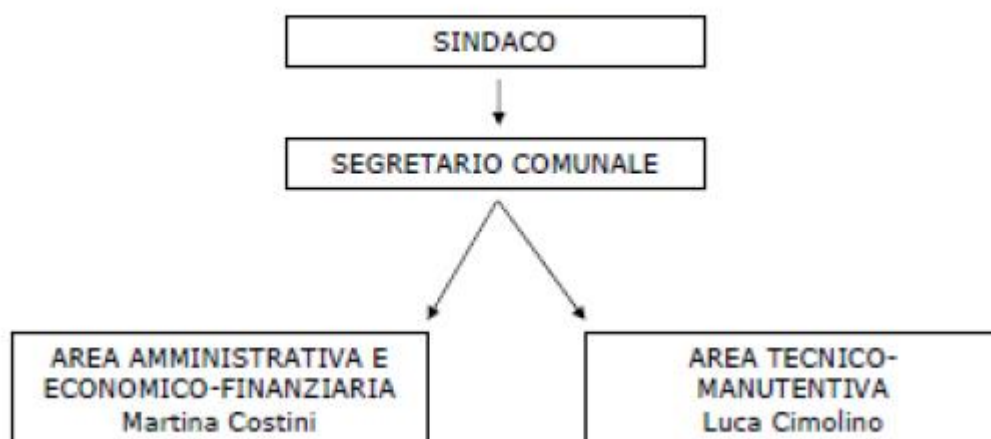 SINDACO
SEGRETARIO COMUNALE
AREA AMMINISTRATIVA E
ECONOMICO-FINANZIARIA
Martina Costini
AREA TECNICO-
MANUTENTIVA
Luca Cimolino